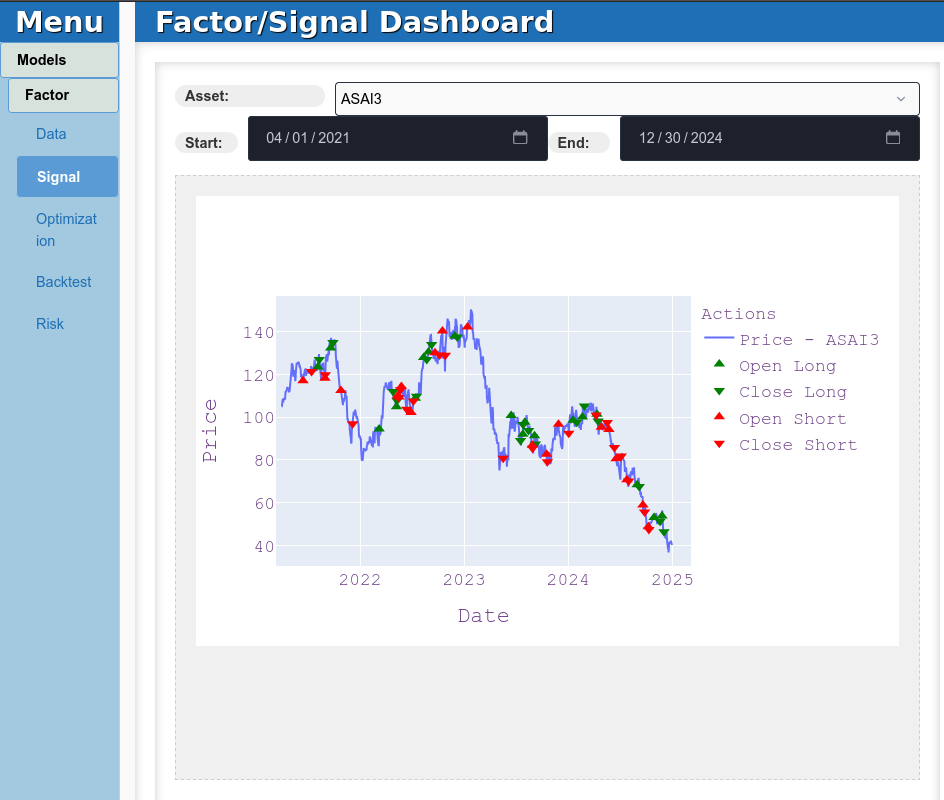 Menu
Factor/Signal Dashboard
Models
Factor
Data
Signal
Optimizat
ion
Backtest
Risk
Asset:
ASAI3
Start:
04/01/2021
End:
12/30/2024
Actions
Price - ASAI3
Open Long
Close Long
Open Short
Close Short
Price
140
120
100
80
60
40
2022
2023
2024
2025
Date